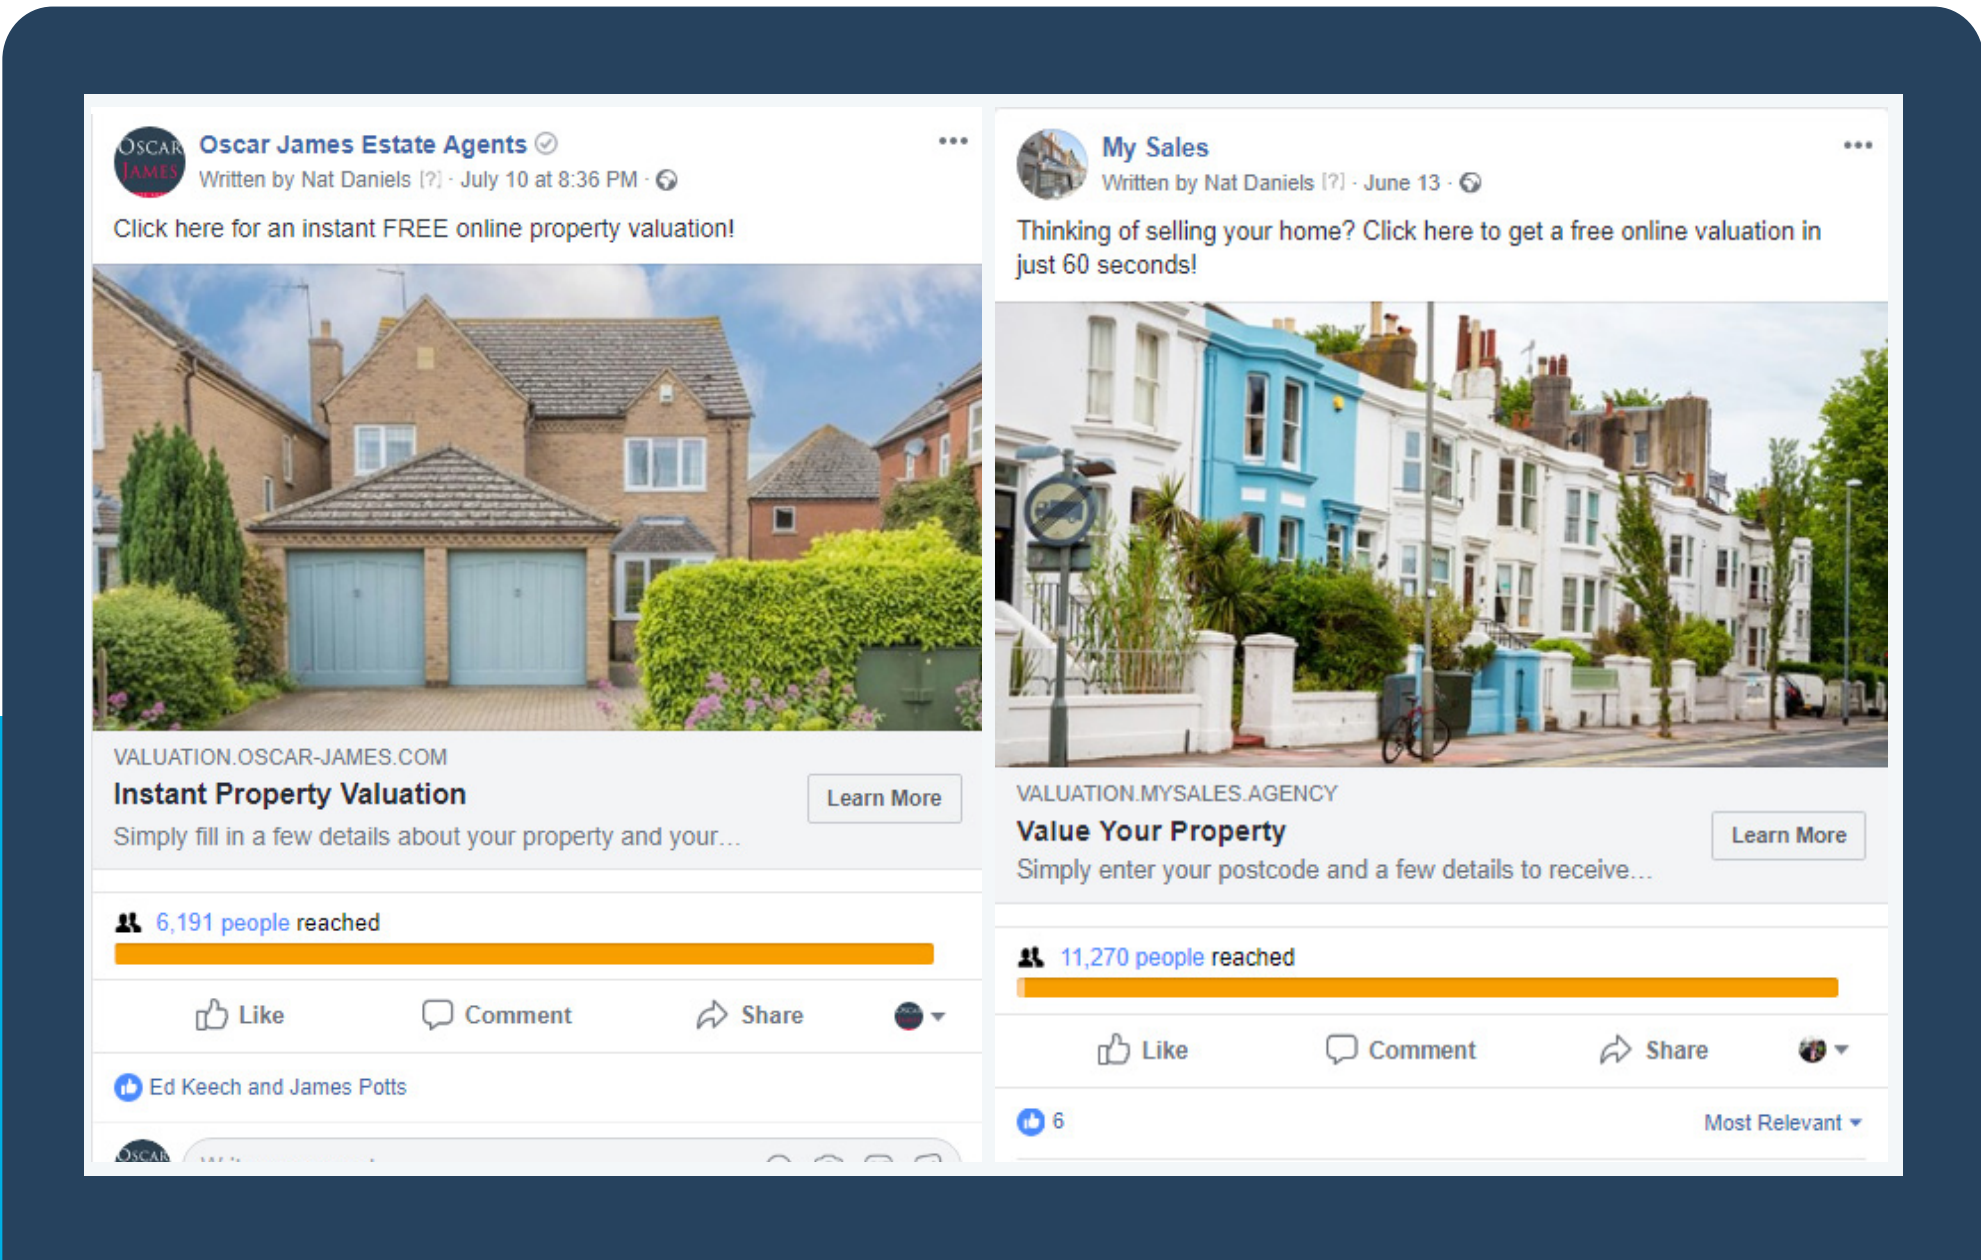 OSCAR
JAMES
Oscar James Estate Agents
Written by Nat Daniels [?] · July 10 at 8:36 PM ·
Click here for an instant FREE online property valuation!
VALUATION.OSCAR-JAMES.COM
Instant Property Valuation
Learn More
Simply fill in a few details about your property and your...
6,191 people reached
Like
Comment
Share
Ed Keech and James Potts
OSCAR
My Sales
Written by Nat Daniels [?] · June 13 ·
Thinking of selling your home? Click here to get a free online valuation in
just 60 seconds!
VALUATION.MYSALES.AGENCY
Value Your Property
Learn More
Simply enter your postcode and a few details to receive...
11,270 people reached
Like
Comment
Share
6
Most Relevant